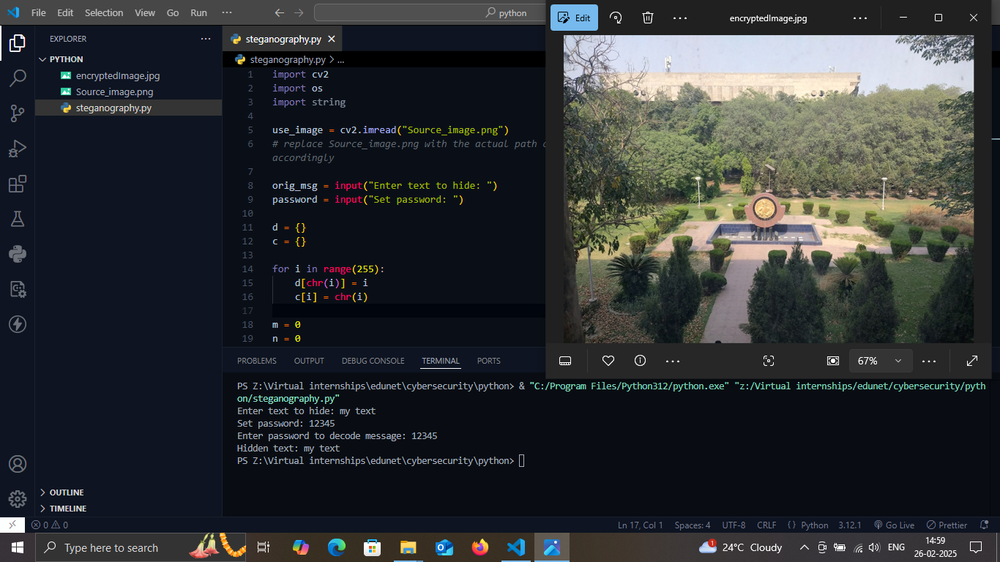 File Edit Selection View Go Run ···
python
EXPLORER
PYTHON
encryptedImage.jpg
Source_image.png
steganography.py
OUTLINE
TIMELINE
steganography.py
steganography.py > ...
1 import cv2
2 import os
3 import string
4
5 use_image = cv2.imread("Source_image.png")
6 # replace Source_image.png with the actual path
accordingly
7
8 orig_msg = input("Enter text to hide: ")
9 password = input("Set password: ")
10
11 d = {}
12 c = {}
13
14 for i in range(255):
15 d[chr(i)] = i
16 c[i] = chr(i)
17
18 m = 0
19 n = 0
Edit
encryptedImage.jpg
67%
PROBLEMS OUTPUT DEBUG CONSOLE TERMINAL PORTS
PS Z:\Virtual internships\edunet\cybersecurity\python> & "C:/Program Files/Python312/python.exe" "z:/Virtual internships/edunet/cybersecurity/pyth
on/steganography.py"
Enter text to hide: my text
Set password: 12345
Enter password to decode message: 12345
Hidden text: my text
PS Z:\Virtual internships\edunet\cybersecurity\python>
0 0
Ln 17, Col 1 Spaces: 4 UTF-8 CRLF {} Python 3.12.1 Go Live Prettier
Type here to search
1
24°C Cloudy
ENG
14:59
26-02-2025